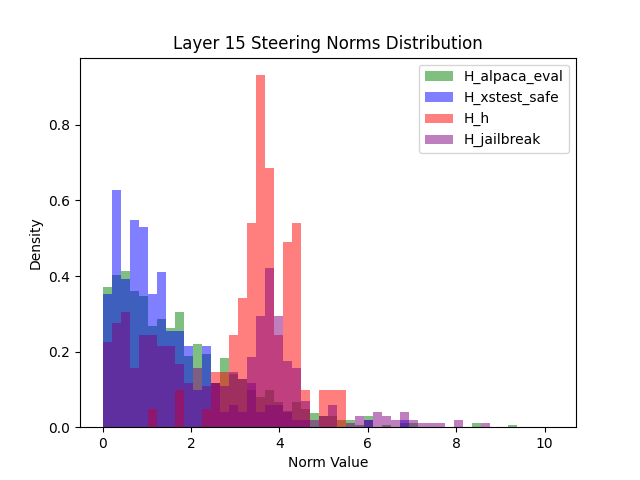 Layer 15 Steering Norms Distribution
H_alpaca_eval
H_xstest_safe
H_h
H_jailbreak
Density
0.8
0.6
0.4
0.2
0.0
0 2 4 6 8 10
Norm Value